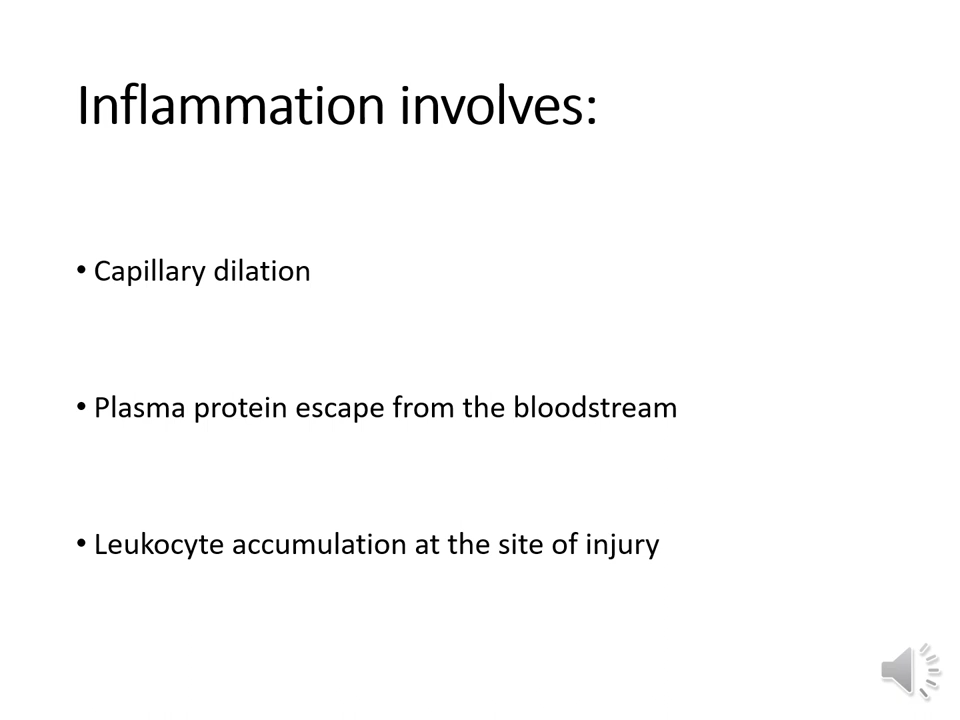 Inflammation involves:
• Capillary dilation
• Plasma protein escape from the bloodstream
• Leukocyte accumulation at the site of injury